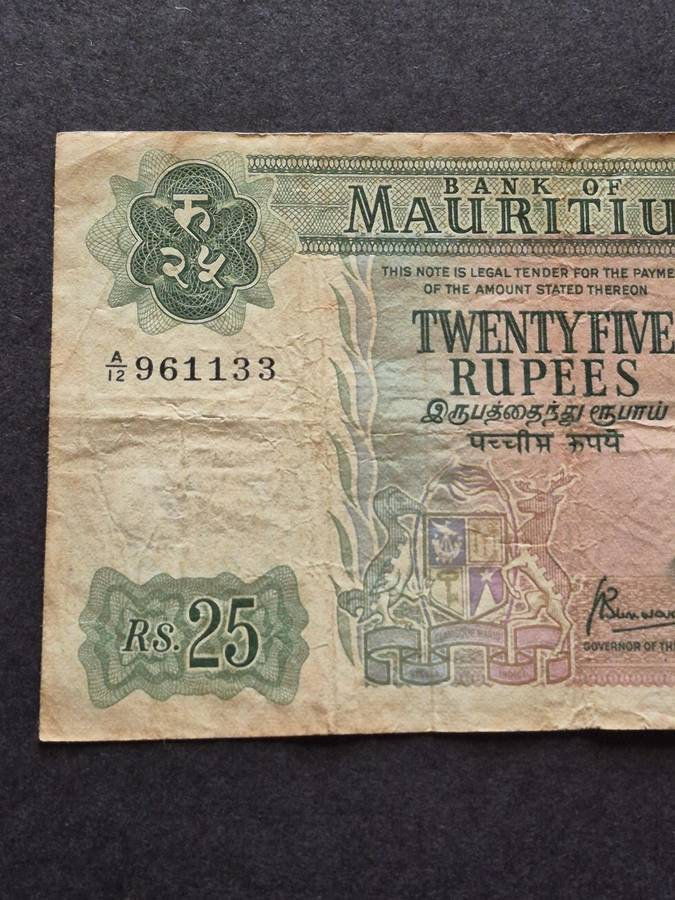 रु
२५
BANK OF
MAURITIU
THIS NOTE IS LEGAL TENDER FOR THE PAYME
OF THE AMOUNT STATED THEREON
TWENTY FIVE
RUPEES
இருபத்தைந்து ரூபாய்
पच्चीस रूपयै
A/12 961133
Rs. 25
GOVERNOR OF THE